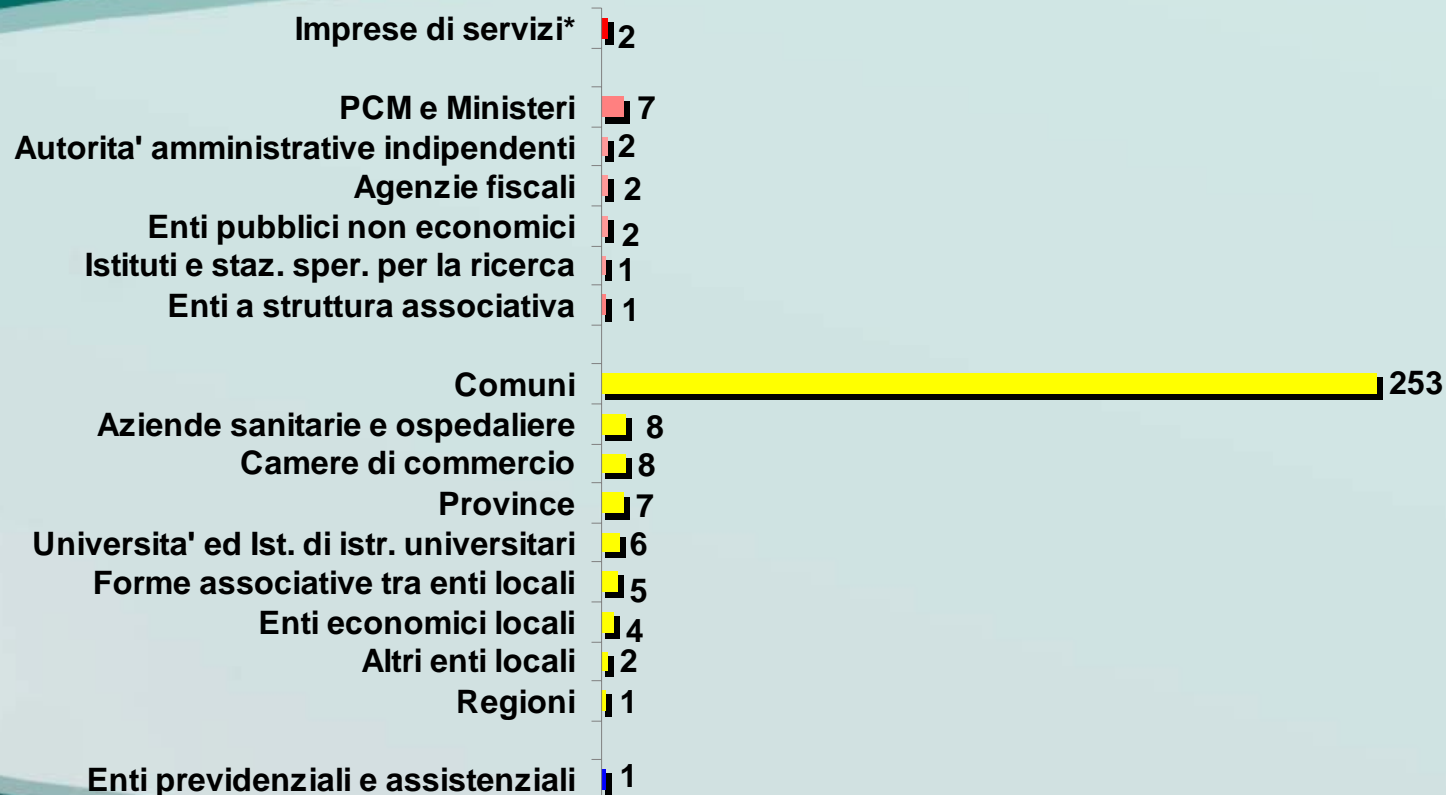 Imprese di servizi* 2
PCM e Ministeri 7
Autorita' amministrative indipendenti 2
Agenzie fiscali 2
Enti pubblici non economici 2
Istituti e staz. sper. per la ricerca 1
Enti a struttura associativa 1
Comuni 253
Aziende sanitarie e ospedaliere 8
Camere di commercio 8
Province 7
Universita' ed Ist. di istr. universitari 6
Forme associative tra enti locali 5
Enti economici locali 4
Altri enti locali 2
Regioni 1
Enti previdenziali e assistenziali 1